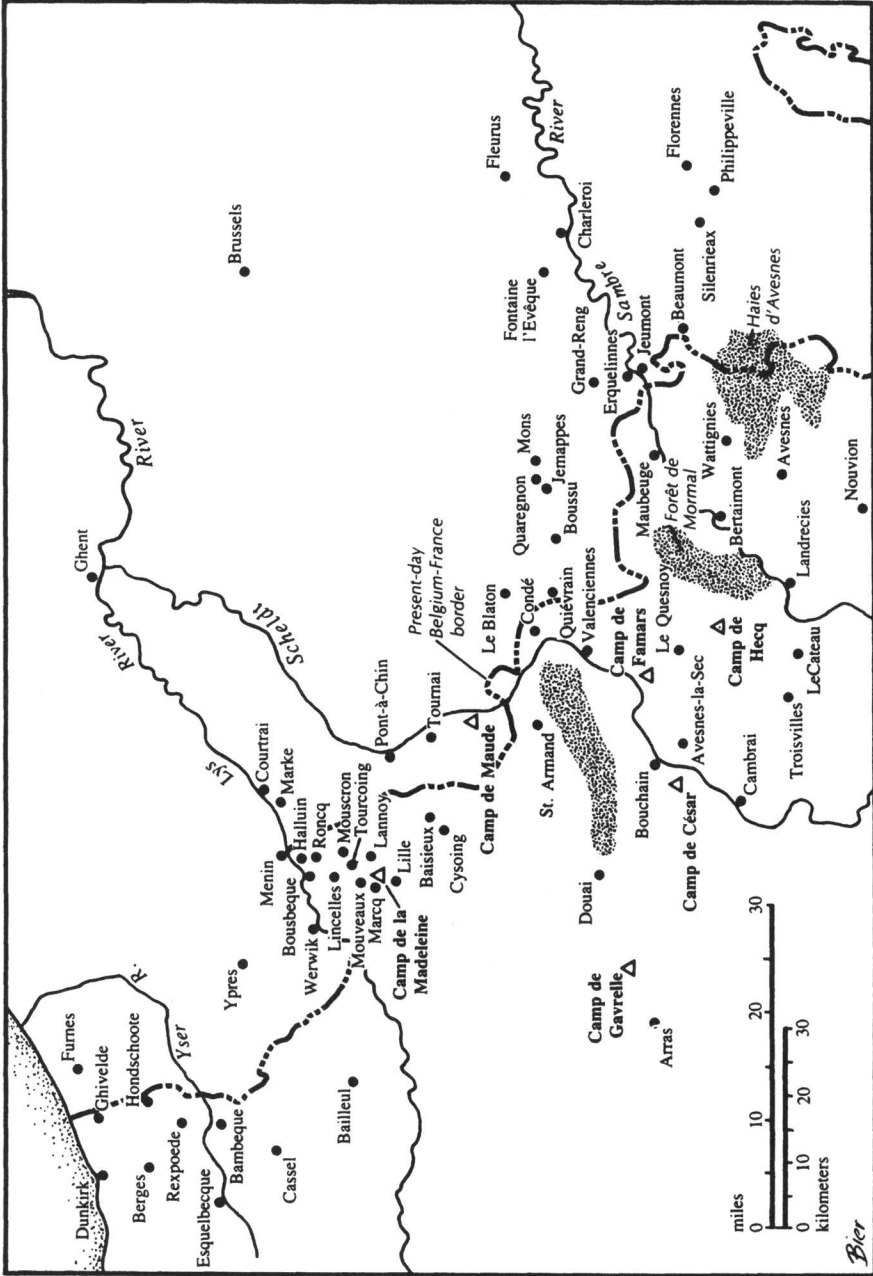 Dunkirk
Furnes
Ghivelde
Hondschoote
Berges
Rexpoede
Bambeque
Esquelbecque
Yser
R.
Cassel
Bailleul
Ypres
Ghent
River
River
Lys
Scheldt
Brussels
Courtrai
Marke
Menin
Halluin
Roncq
Bousbeque
Mouscron
Werwik
Tourcoing
Lincelles
Lannoy
Mouveaux
Marcq
Lille
Camp de la
Madeleine
Baisieux
Cysoing
Pont-à-Chin
Tournai
Camp de Maude
Present-day
Belgium-France
border
Le Blaton
Condé
Quiévrain
St. Armand
Valenciennes
Quaregnon
Mons
Jemappes
Boussu
Fleurus
River
Charleroi
Fontaine
l'Evêque
Sambre
Grand-Reng
Erquelinnes
Jeumont
Maubeuge
Beaumont
Florennes
Philippeville
Silenrieax
Haies
d'Avesnes
Wattignies
Avesnes
Forêt de
Mormal
Bertaimont
Landrecies
Nouvion
Camp de
Famars
Le Quesnoy
Camp de
Hecq
Avesnes-la-Sec
LeCateau
Troisvilles
Bouchain
Camp de César
Cambrai
Douai
Camp de
Gavrelle
Arras
miles
0 10 20 30
0 10 20 30
kilometers
Bier